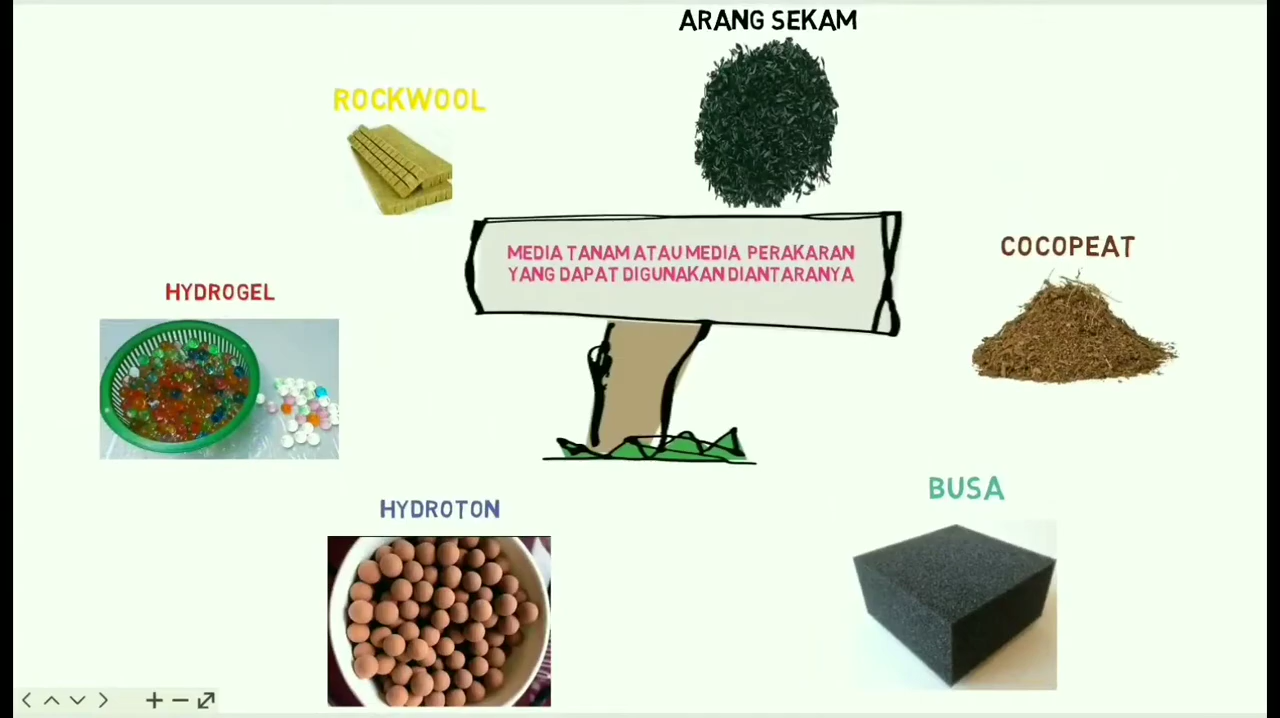 ARANG SEKAM
ROCKWOOL
MEDIA TANAM ATAU MEDIA PERAKARAN
YANG DAPAT DIGUNAKAN DIANTARANYA
COCOPEAT
HYDROGEL
BUSA
HYDROTON